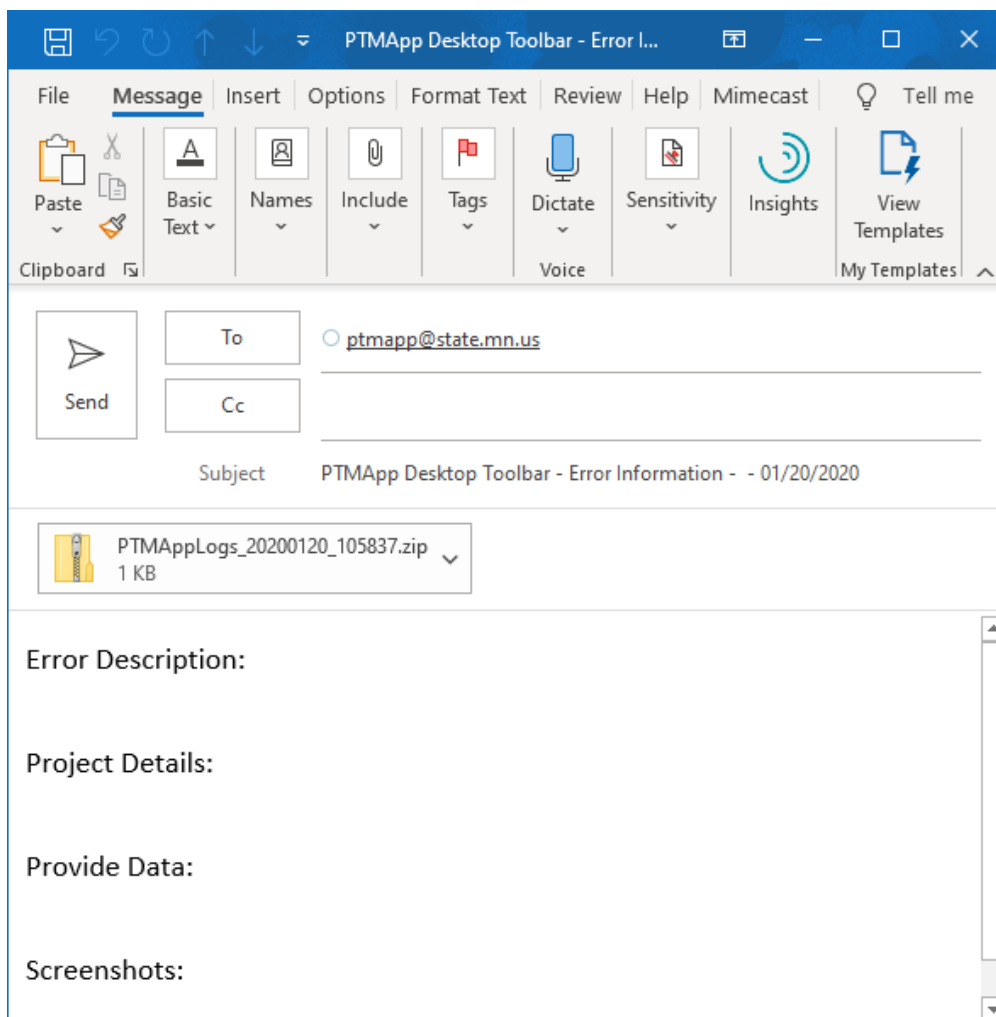 PTMApp Desktop Toolbar - Error I...
File Message Insert Options Format Text Review Help Mimecast Tell me
Paste
Basic Text
Names
Include
Tags
Dictate
Sensitivity
Insights
View Templates
Clipboard
Voice
My Templates
Send
To
ptmapp@state.mn.us
Cc
Subject PTMApp Desktop Toolbar - Error Information - - 01/20/2020
PTMAppLogs_20200120_105837.zip
1 KB
Error Description:
Project Details:
Provide Data:
Screenshots: